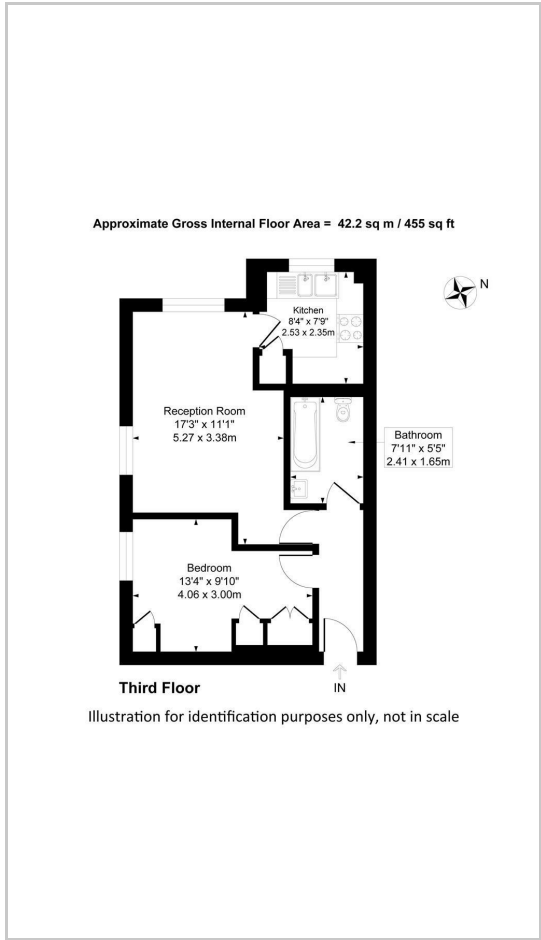 Approximate Gross Internal Floor Area = 42.2 sq m / 455 sq ft
N
Kitchen
8'4" x 7'9"
2.53 x 2.35m
Reception Room
17'3" x 11'1"
5.27 x 3.38m
Bathroom
7'11" x 5'5"
2.41 x 1.65m
Bedroom
13'4" x 9'10"
4.06 x 3.00m
Third Floor
IN
Illustration for identification purposes only, not in scale